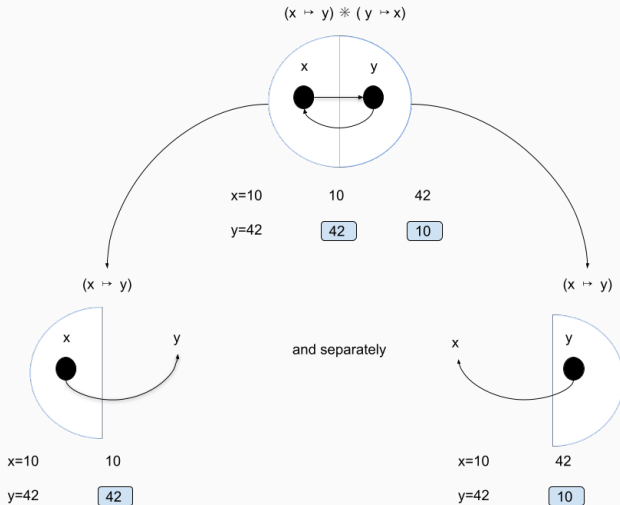 (x ↦ y) ✳ ( y ↦ x)
x y
x=10 10 42
y=42 42 10
(x ↦ y) (x ↦ y)
x y and separately x y
x=10 10 x=10 42
y=42 42 y=42 10